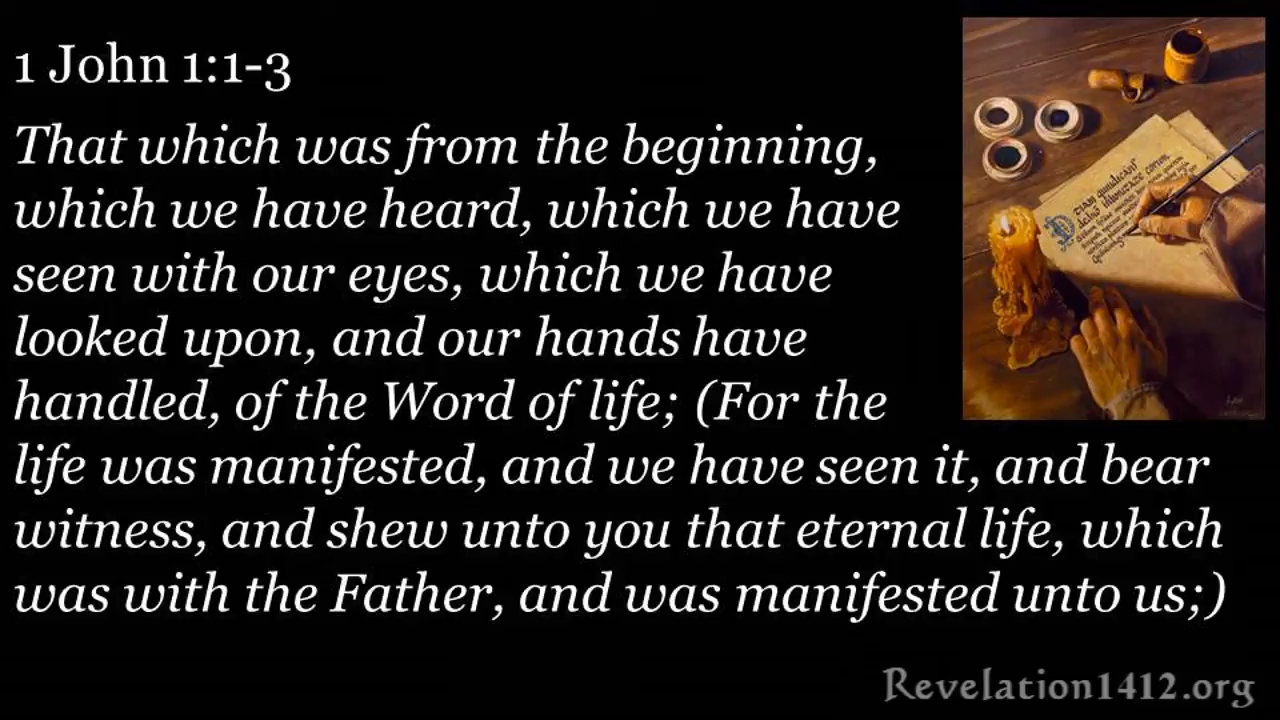 1 John 1:1-3
That which was from the beginning,
which we have heard, which we have
seen with our eyes, which we have
looked upon, and our hands have
handled, of the Word of life; (For the
life was manifested, and we have seen it, and bear
witness, and shew unto you that eternal life, which
was with the Father, and was manifested unto us;)
Revelation1412.org